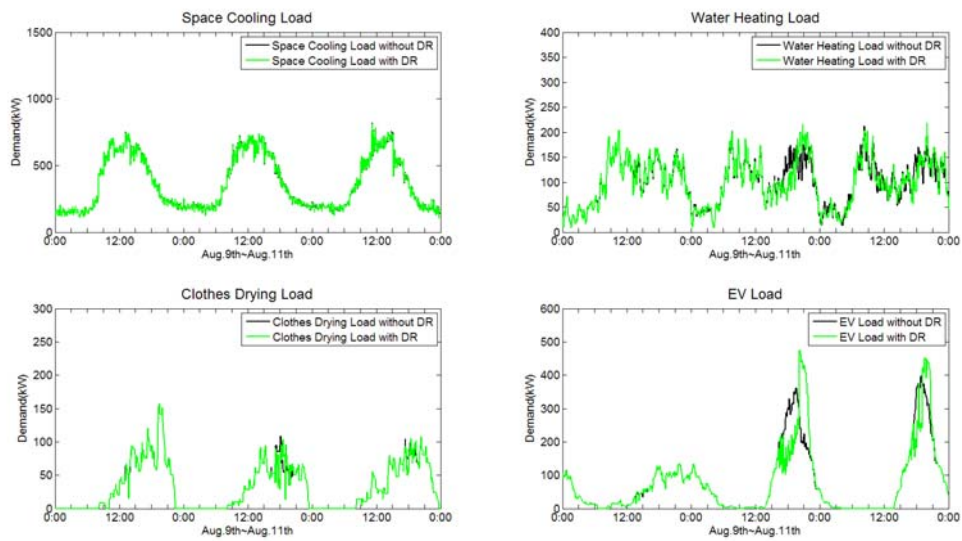 Space Cooling Load
1500
1000
500
0
Demand(kW)
Space Cooling Load without DR
Space Cooling Load with DR
0:00 12:00 0:00 12:00 0:00 12:00 0:00
Aug.9th~Aug.11th
Water Heating Load
400
350
300
250
200
150
100
50
0
Demand(kW)
Water Heating Load without DR
Water Heating Load with DR
0:00 12:00 0:00 12:00 0:00 12:00 0:00
Aug.9th~Aug.11th
Clothes Drying Load
300
250
200
150
100
50
0
Demand(kW)
Clothes Drying Load without DR
Clothes Drying Load with DR
0:00 12:00 0:00 12:00 0:00 12:00 0:00
Aug.9th~Aug.11th
EV Load
600
500
400
300
200
100
0
Demand(kW)
EV Load without DR
EV Load with DR
0:00 12:00 0:00 12:00 0:00 12:00 0:00
Aug.9th~Aug.11th